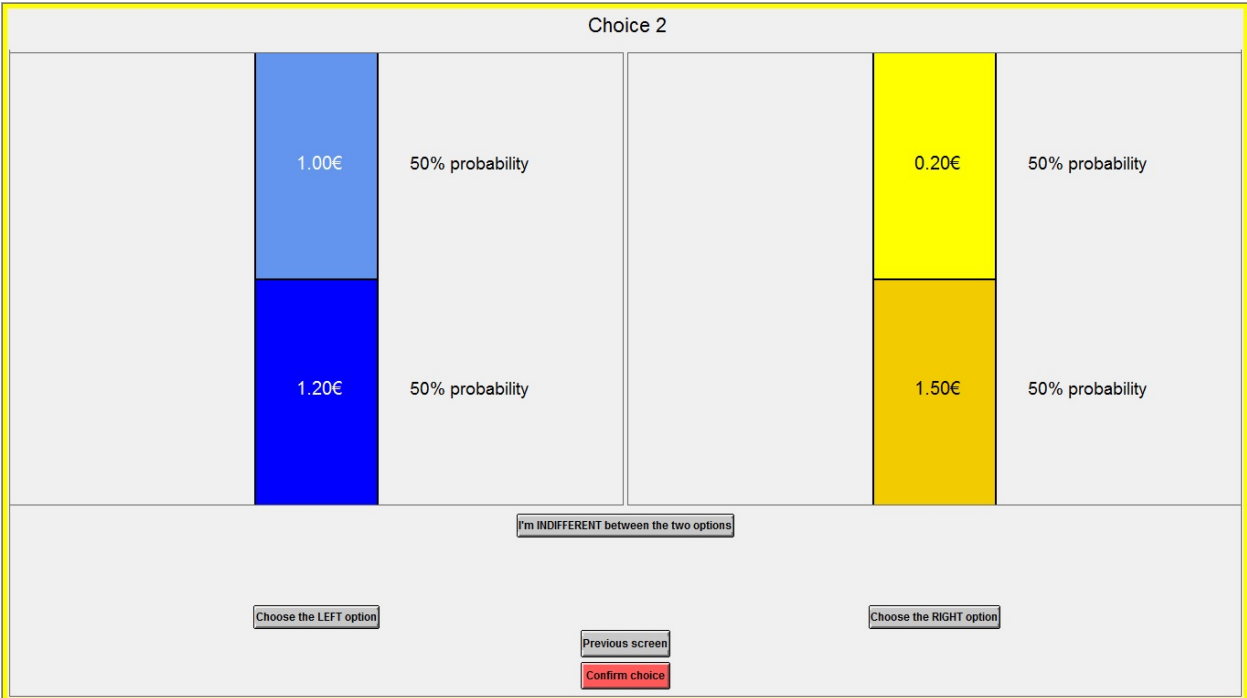 Choice 2
1.00€ 50% probability 0.20€ 50% probability
1.20€ 50% probability 1.50€ 50% probability
I'm INDIFFERENT between the two options
Choose the LEFT option Choose the RIGHT option
Previous screen
Confirm choice